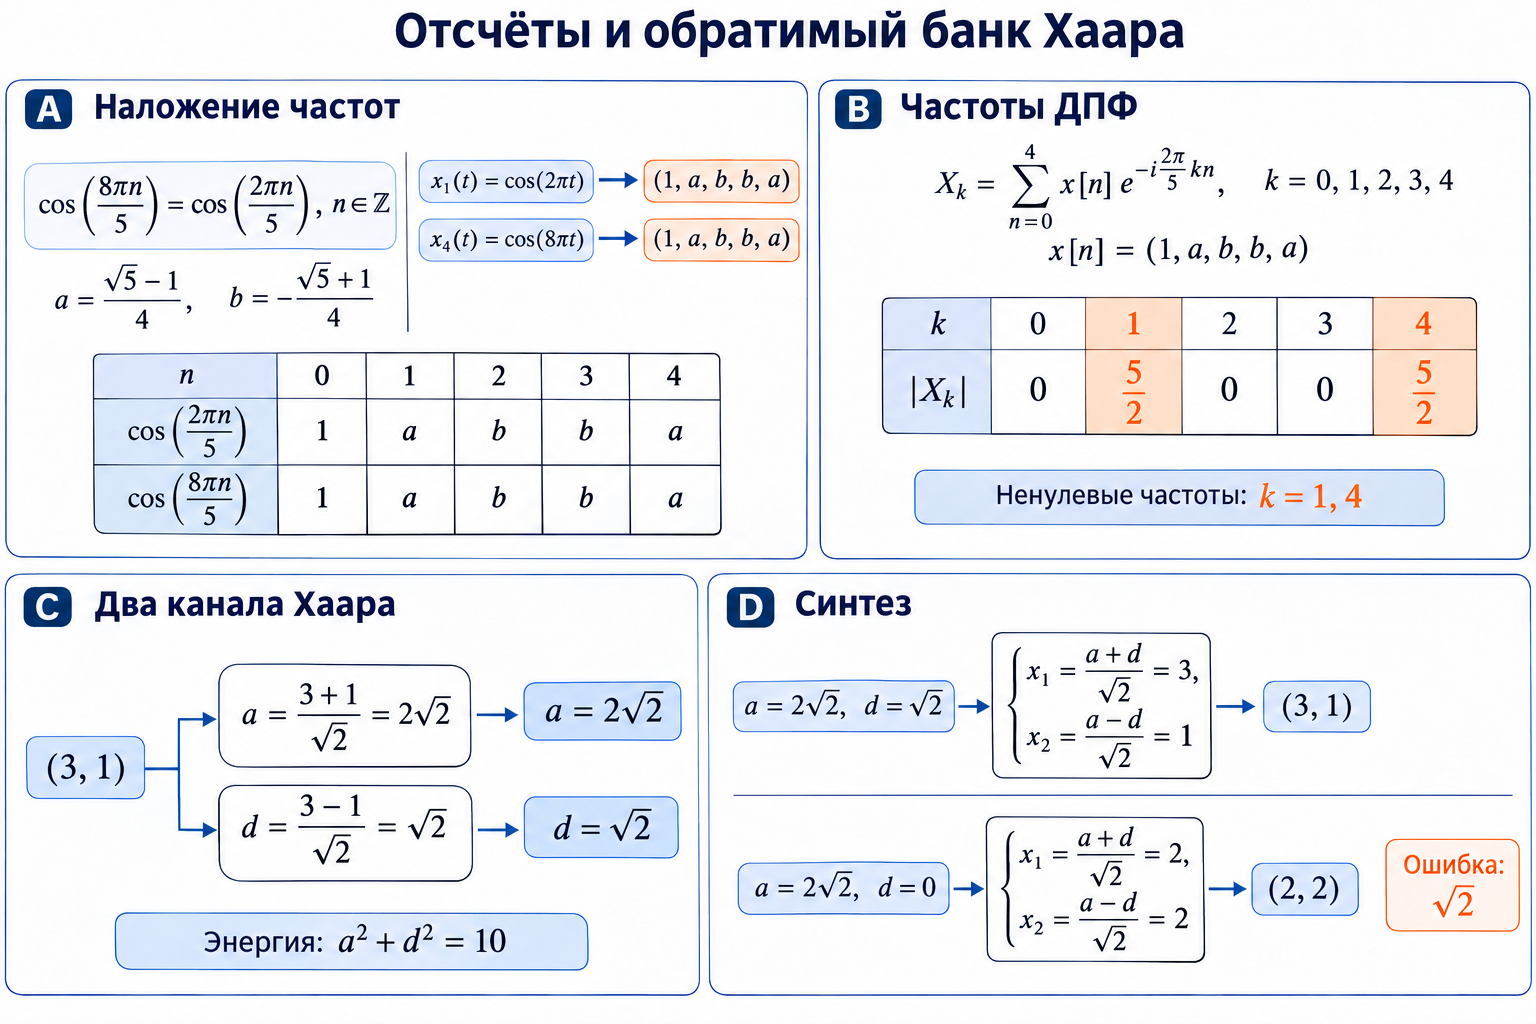 Отсчёты и обратимый банк Хаара
A Наложение частот
cos(8πn/5) = cos(2πn/5), n ∈ ℤ
a = (√5 − 1)/4, b = −(√5 + 1)/4
x₁(t) = cos(2πt) → (1, a, b, b, a)
x₄(t) = cos(8πt) → (1, a, b, b, a)
n 0 1 2 3 4
cos(2πn/5) 1 a b b a
cos(8πn/5) 1 a b b a
B Частоты ДПФ
X_k = ∑_{n=0}^{4} x[n] e^{−i(2π/5)kn}, k = 0, 1, 2, 3, 4
x[n] = (1, a, b, b, a)
k 0 1 2 3 4
|X_k| 0 5/2 0 0 5/2
Ненулевые частоты: k = 1, 4
C Два канала Хаара
(3, 1)
a = (3 + 1)/√2 = 2√2 → a = 2√2
d = (3 − 1)/√2 = √2 → d = √2
Энергия: a² + d² = 10
D Синтез
a = 2√2, d = √2 →
{ x₁ = (a + d)/√2 = 3,
x₂ = (a − d)/√2 = 1
→ (3, 1)
a = 2√2, d = 0 →
{ x₁ = (a + d)/√2 = 2,
x₂ = (a − d)/√2 = 2
→ (2, 2)
Ошибка:
√2